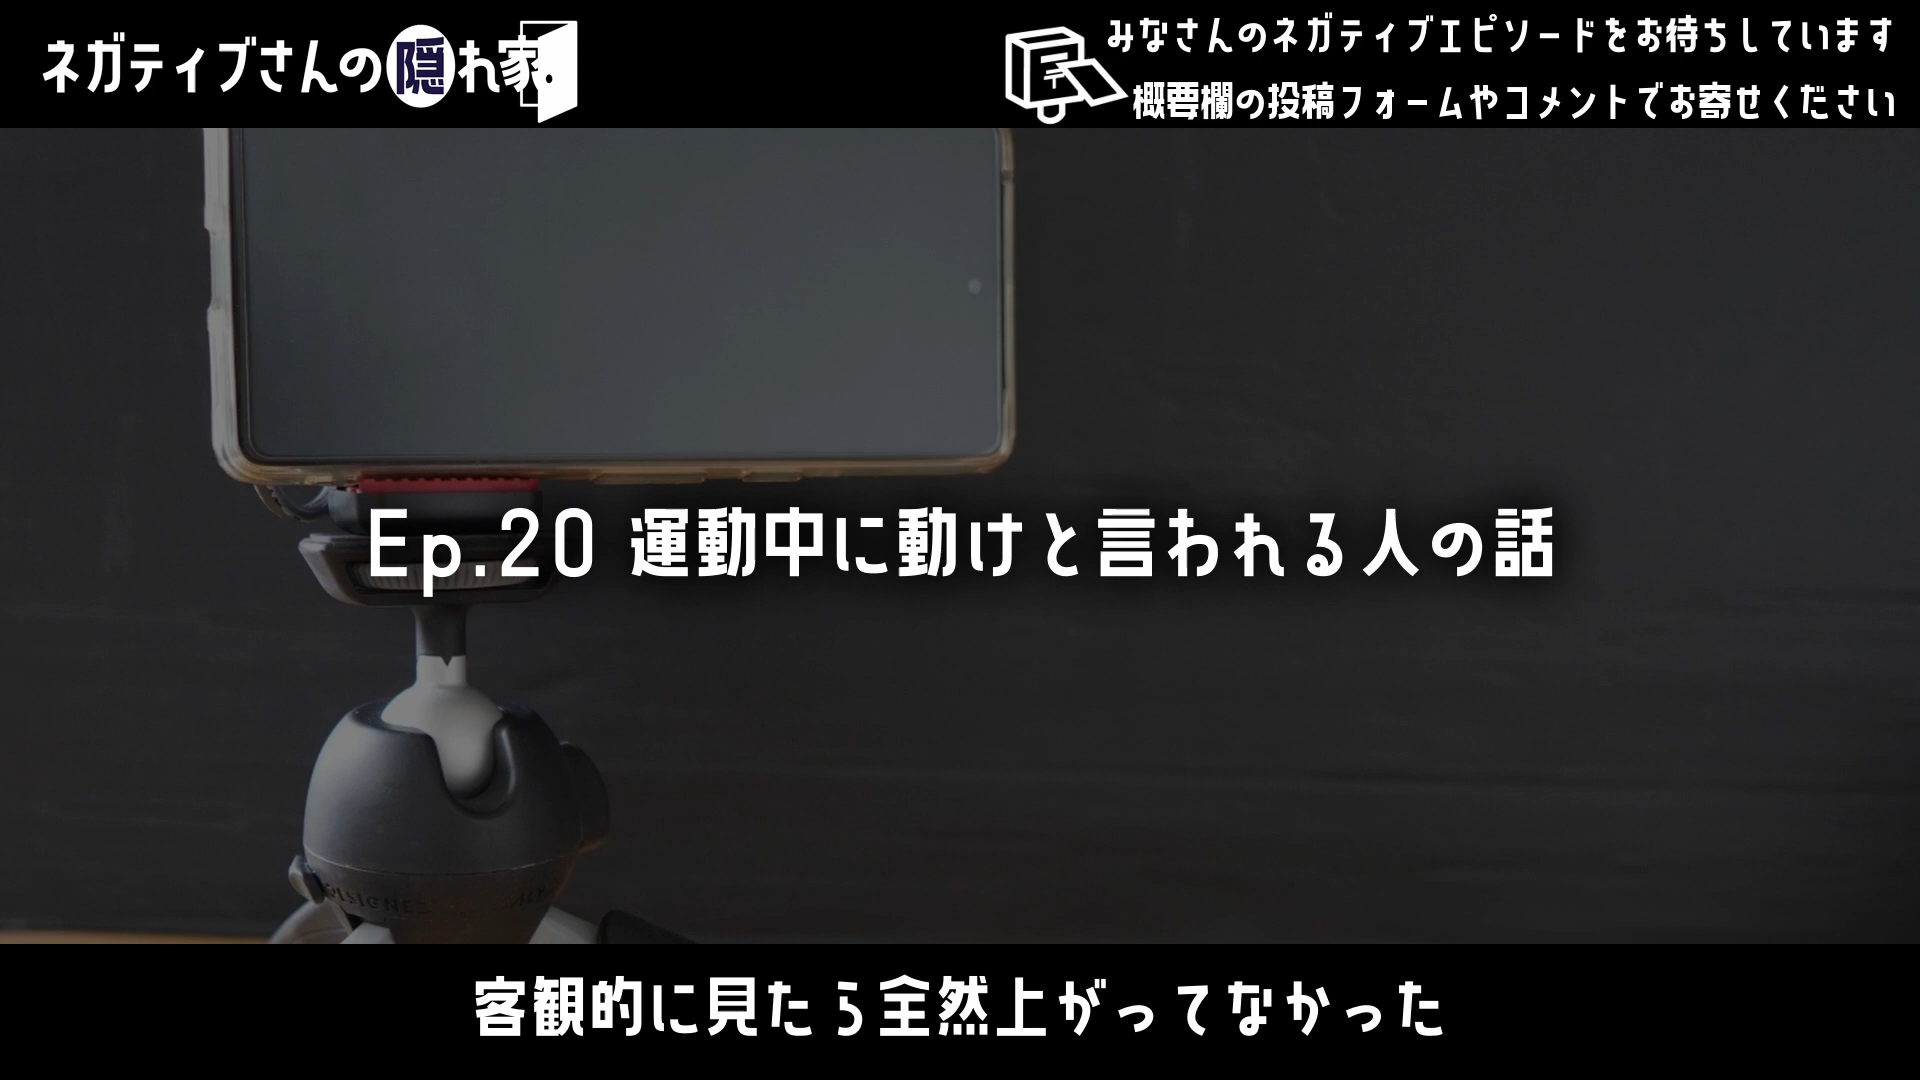 ネガティブさんの隠れ家
みなさんのネガティブエピソードをお待ちしています
概要欄の投稿フォームやコメントでお寄せください
Ep.20 運動中に動けと言われる人の話
客観的に見たら全然上がってなかった